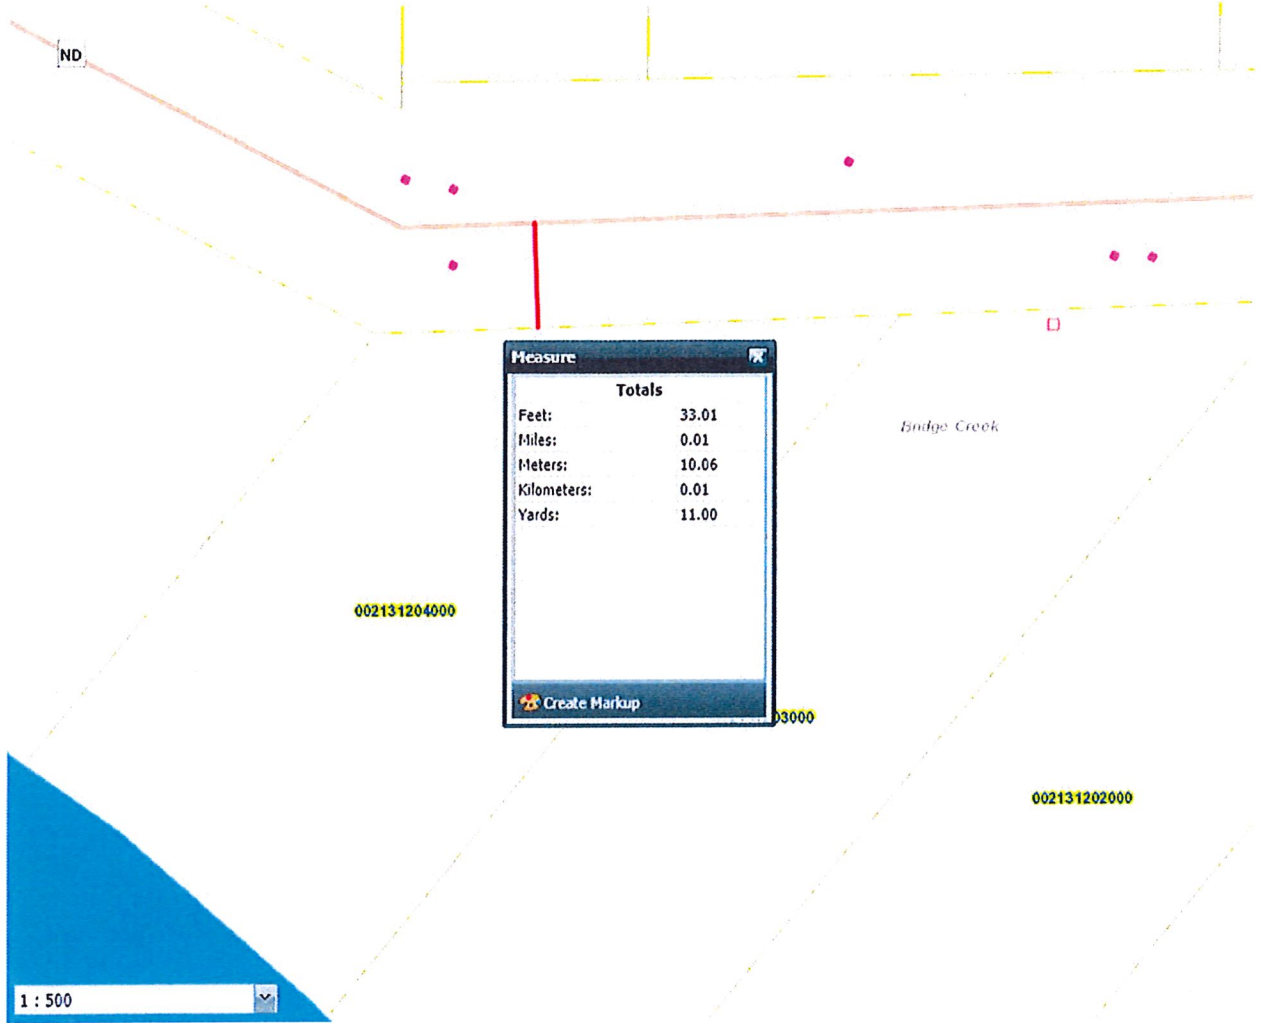 ND
Measure
Totals
Feet: 33.01
Miles: 0.01
Meters: 10.06
Kilometers: 0.01
Yards: 11.00
Bridge Creek
002131204000
Create Markup
03000
002131202000
1 : 500